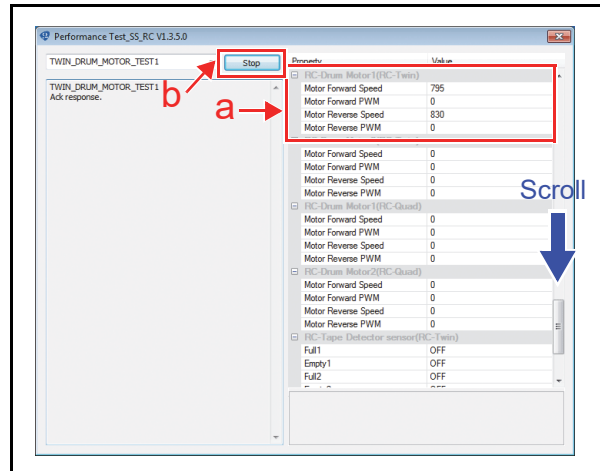 Performance Test_SS_RC V1.3.5.0
TWIN_DRUM_MOTOR_TEST1
Stop
TWIN_DRUM_MOTOR_TEST1
Ack response.
b
a
Property Value
RC-Drum Motor1(RC-Twin)
Motor Forward Speed 795
Motor Forward PWM 0
Motor Reverse Speed 830
Motor Reverse PWM 0
Motor Forward Speed 0
Motor Forward PWM 0
Motor Reverse Speed 0
Motor Reverse PWM 0
RC-Drum Motor1(RC-Quad)
Motor Forward Speed 0
Motor Forward PWM 0
Motor Reverse Speed 0
Motor Reverse PWM 0
RC-Drum Motor2(RC-Quad)
Motor Forward Speed 0
Motor Forward PWM 0
Motor Reverse Speed 0
Motor Reverse PWM 0
RC-Tape Detector sensor(RC-Twin)
Full1 OFF
Empty1 OFF
Full2 OFF
Scroll